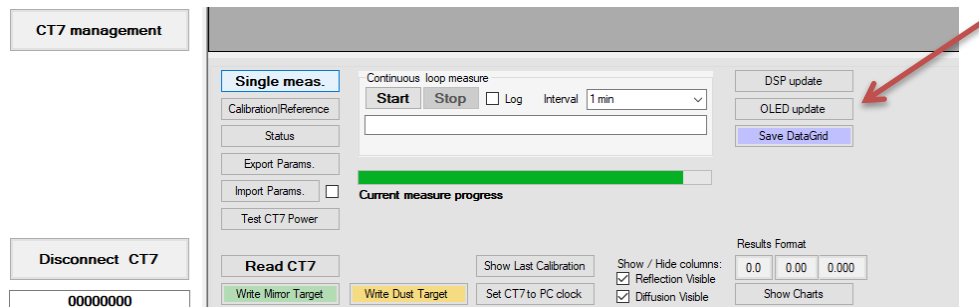 CT7 management
Single meas.
Calibration|Reference
Status
Export Params.
Import Params.
Test CT7 Power
Continuous loop measure
Start Stop Log Interval 1 min
Current measure progress
DSP update
OLED update
Save DataGrid
Disconnect CT7
00000000
Read CT7
Write Mirror Target
Write Dust Target
Show Last Calibration
Set CT7 to PC clock
Show / Hide columns:
Reflection Visible
Diffusion Visible
Results Format
0.0 0.00 0.000
Show Charts